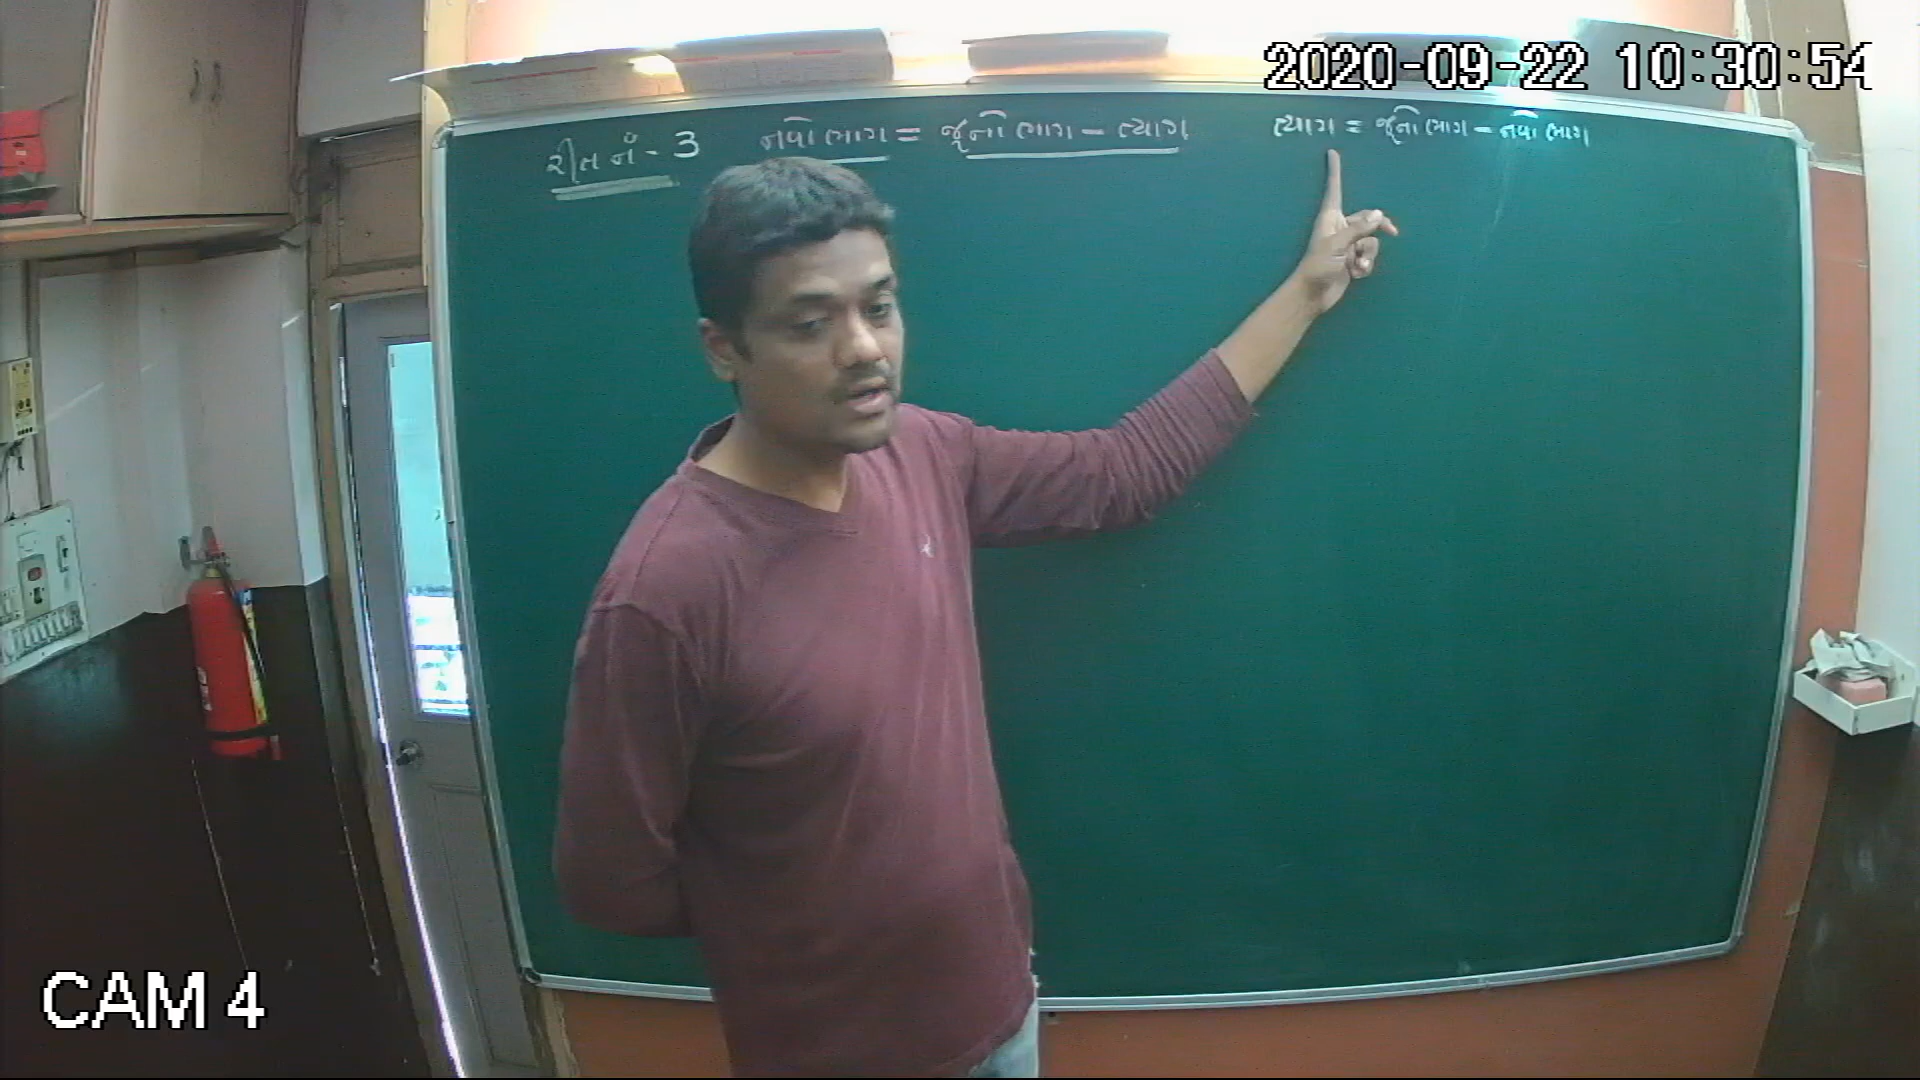 2020-09-22 10:30:54
રીત નં - 3 નવો ભાગ = જૂનો ભાગ - ત્યાગ ત્યાગ = જૂનો ભાગ - નવો ભાગ
CAM 4